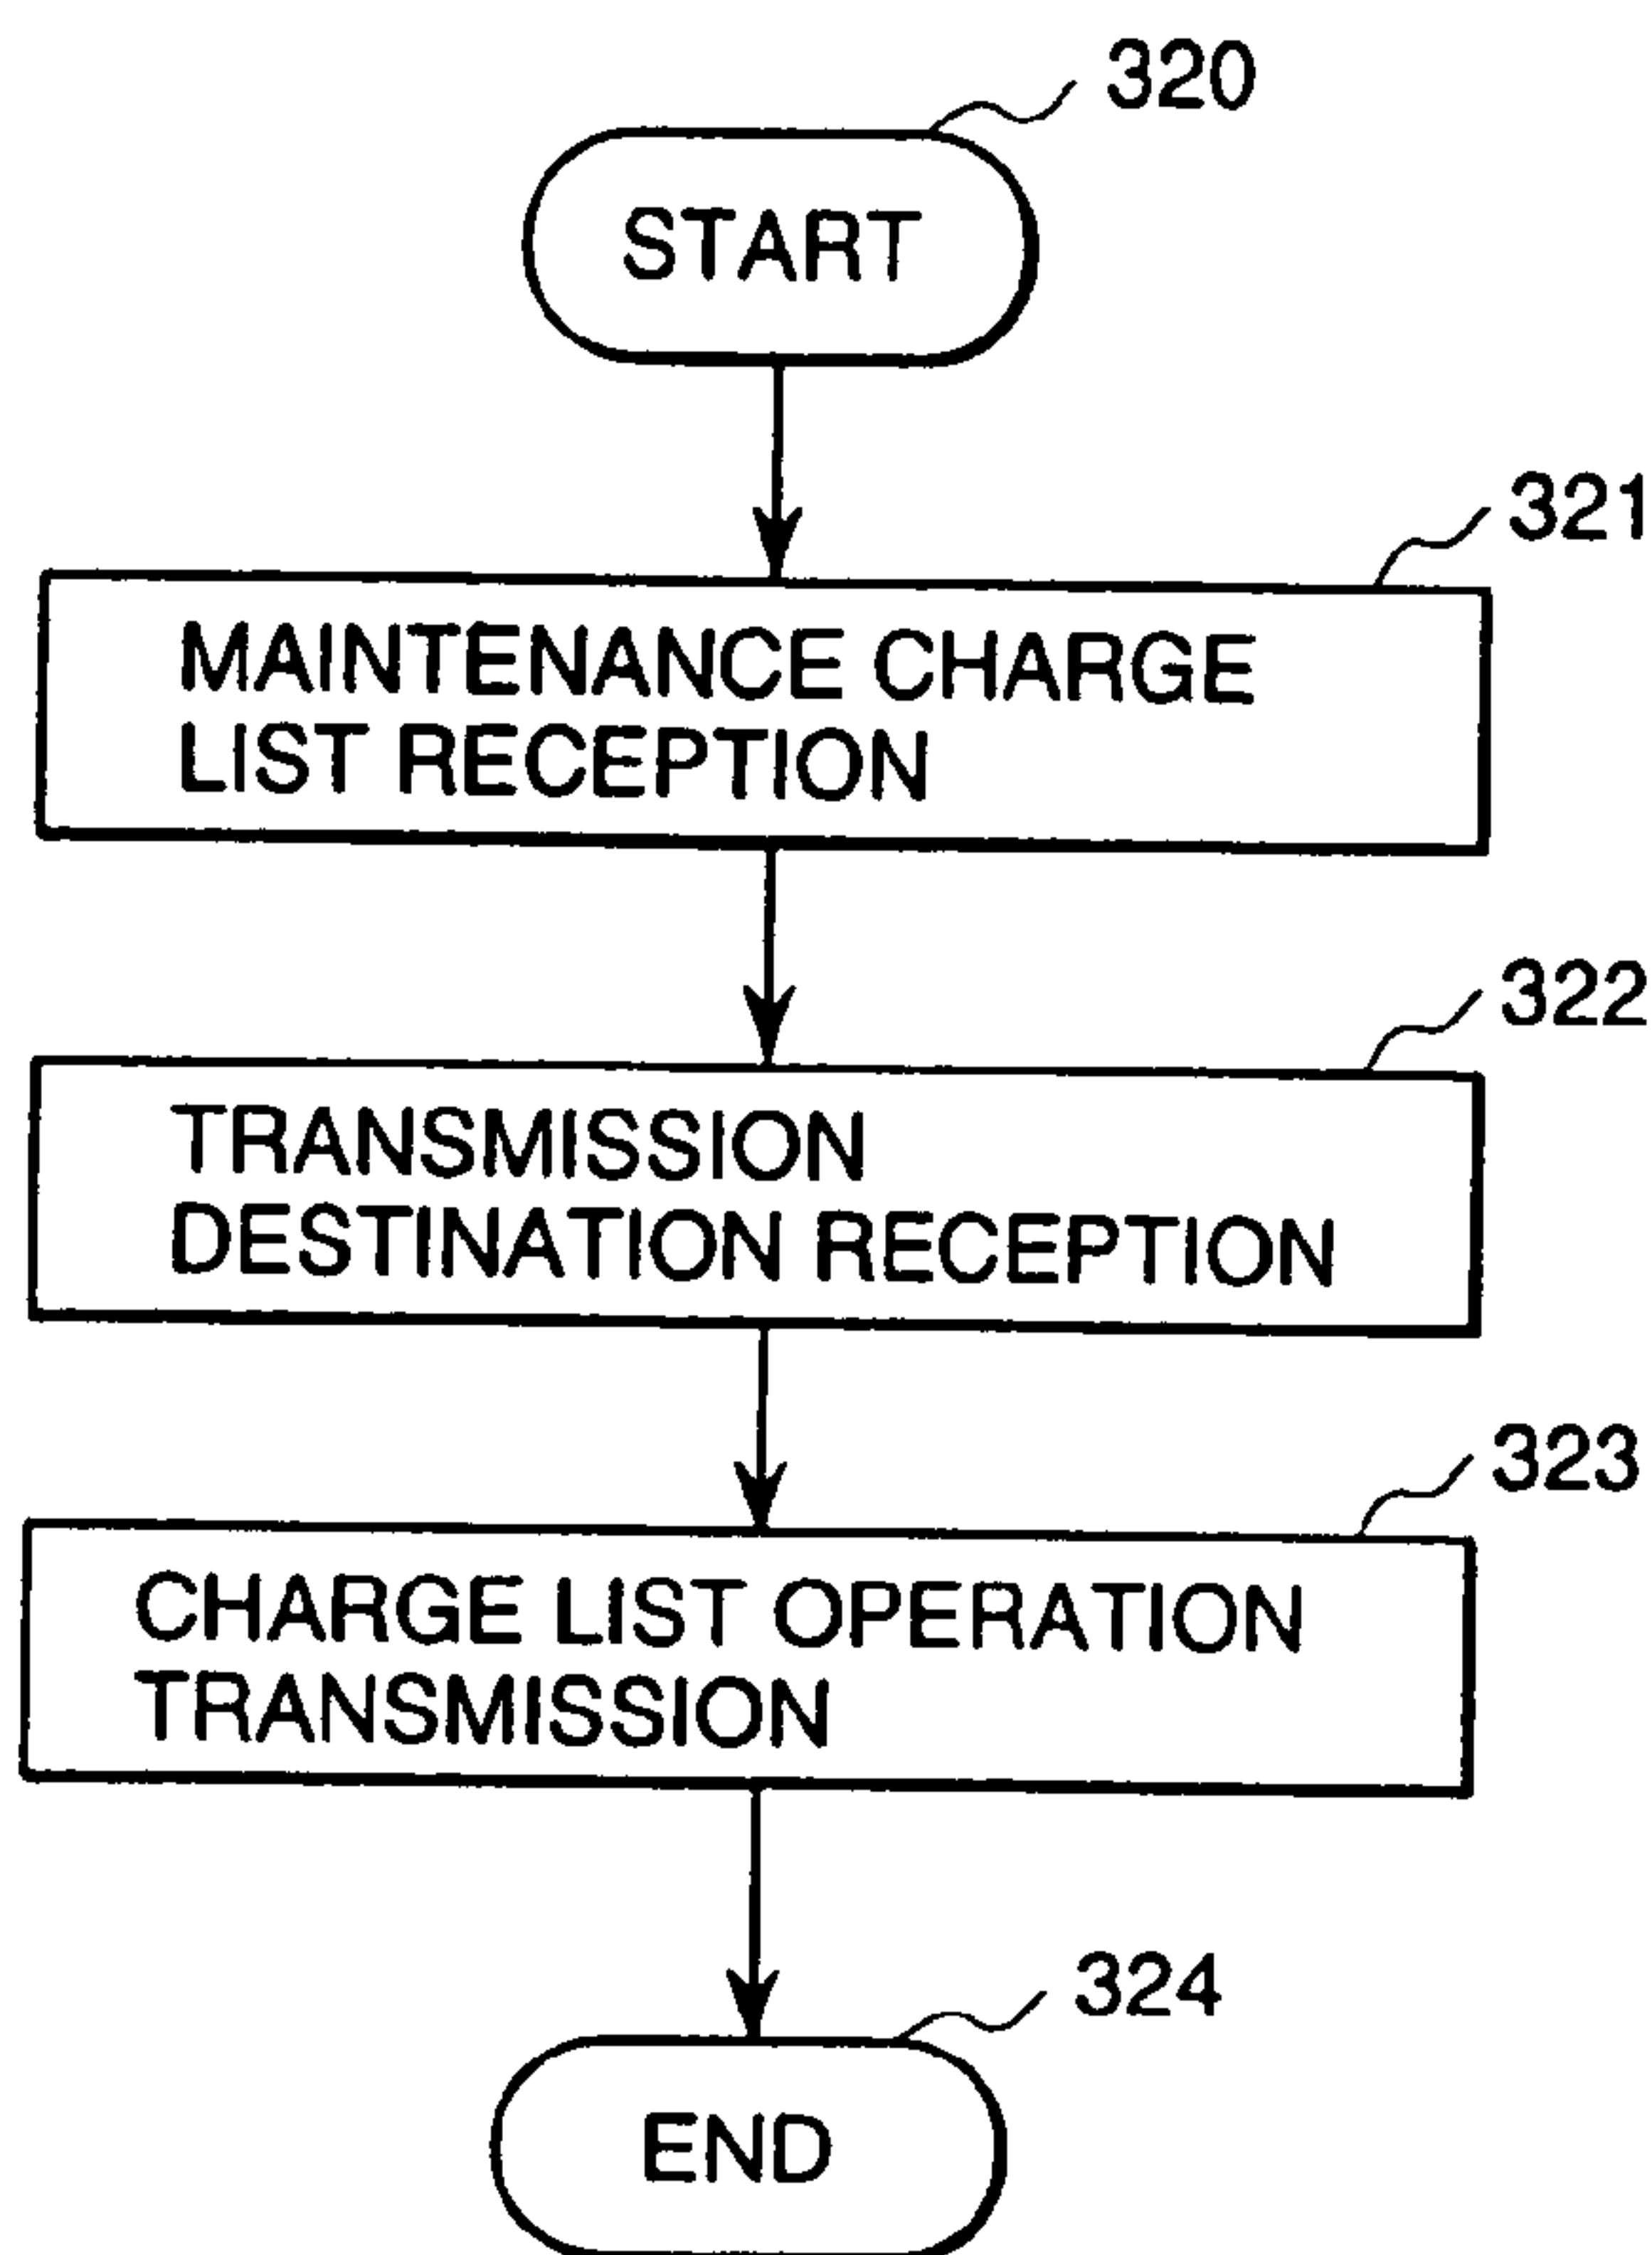 320
START
321
MAINTENANCE CHARGE
LIST RECEPTION
322
TRANSMISSION
DESTINATION RECEPTION
323
CHARGE LIST OPERATION
TRANSMISSION
324
END